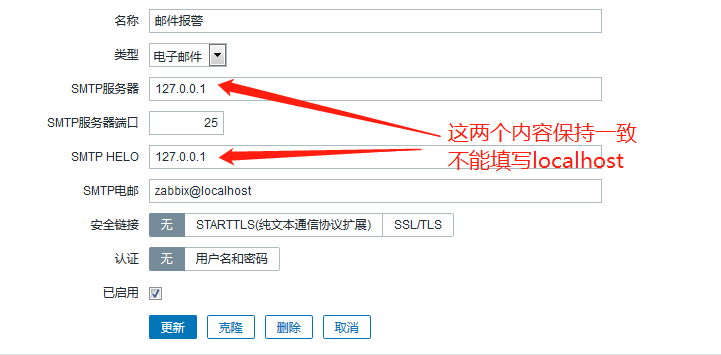 名称 邮件报警
类型 电子邮件
SMTP服务器 127.0.0.1
SMTP服务器端口 25
这两个内容保持一致
SMTP HELO 127.0.0.1
不能填写localhost
SMTP电邮 zabbix@localhost
安全链接 无 STARTTLS(纯文本通信协议扩展) SSL/TLS
认证 无 用户名和密码
已启用
更新 克隆 删除 取消